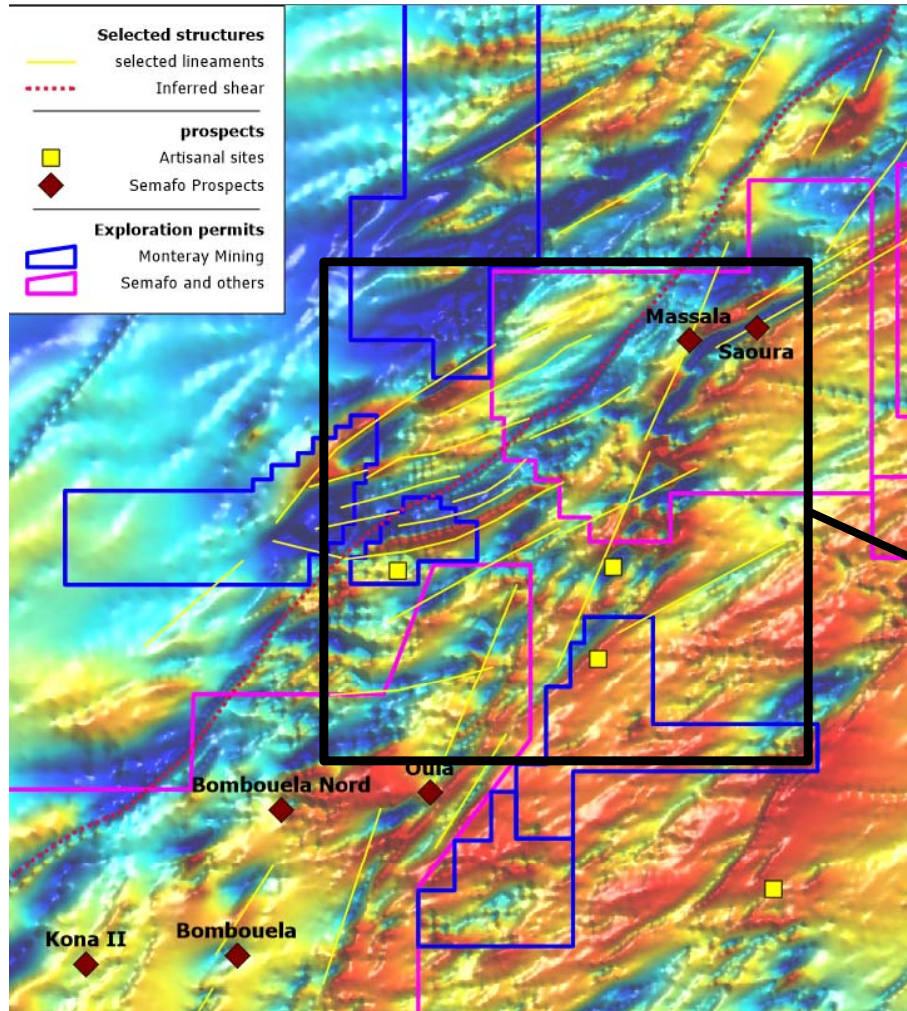 Selected structures
selected lineaments
Inferred shear
prospects
Artisanal sites
Semafo Prospects
Exploration permits
Monteray Mining
Semafo and others
Massala
Saoura
Oula
Bombouela Nord
Bombouela
Kona II